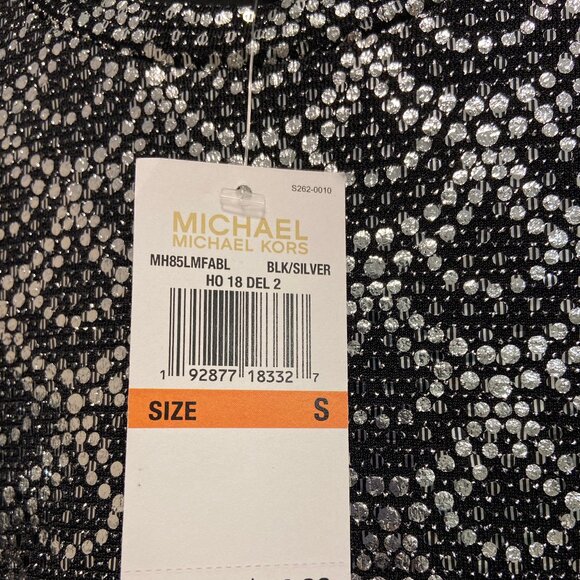 S262-0010
MICHAEL
MICHAEL KORS
MH85LMFABL BLK/SILVER
HO 18 DEL 2
1 92877 18332 7
SIZE S